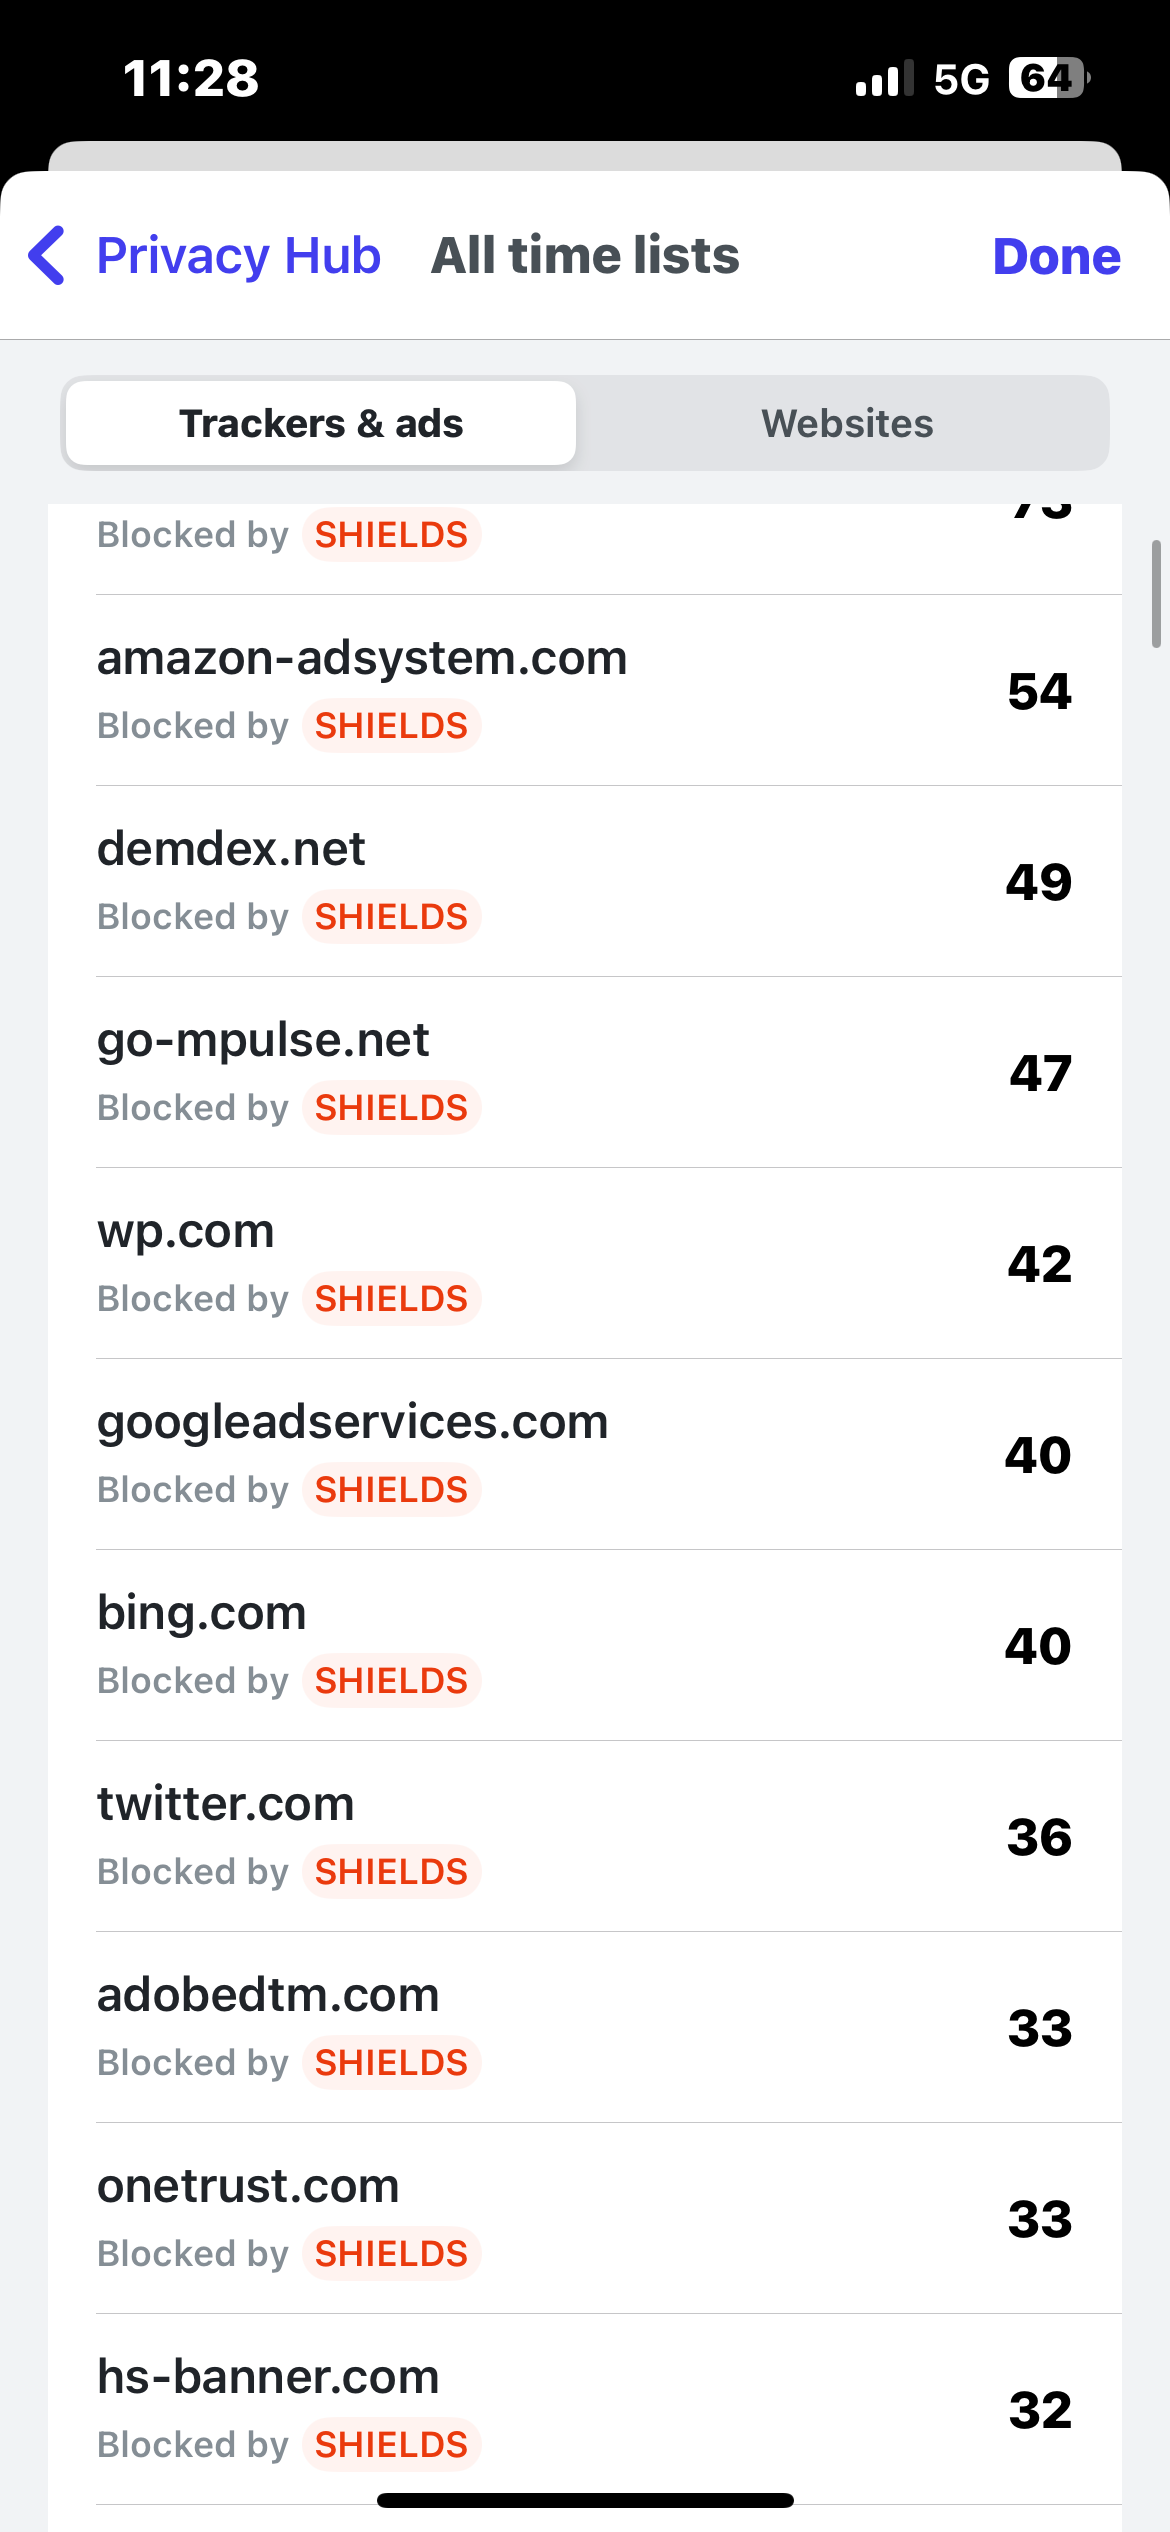 11:28
5G 64
Privacy Hub All time lists Done
Trackers & ads Websites
Blocked by SHIELDS
amazon-adsystem.com
54
Blocked by SHIELDS
demdex.net
49
Blocked by SHIELDS
go-mpulse.net
47
Blocked by SHIELDS
wp.com
42
Blocked by SHIELDS
googleadservices.com
40
Blocked by SHIELDS
bing.com
40
Blocked by SHIELDS
twitter.com
36
Blocked by SHIELDS
adobedtm.com
33
Blocked by SHIELDS
onetrust.com
33
Blocked by SHIELDS
hs-banner.com
32
Blocked by SHIELDS